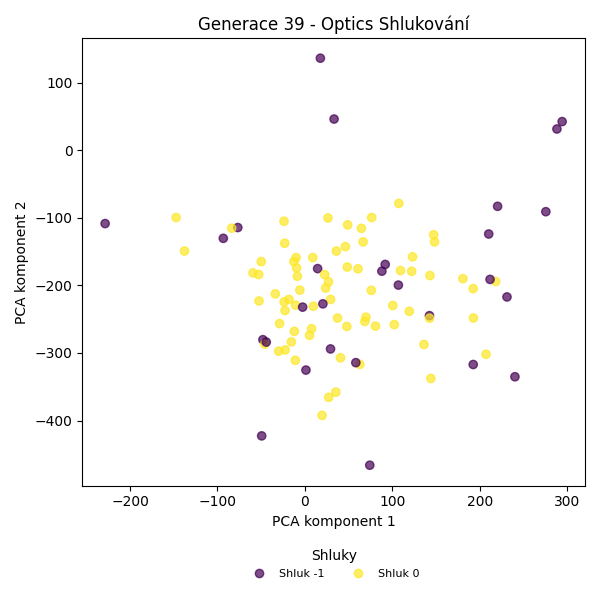 Generace 39 - Optics Shlukování
100
0
−100
−200
−300
−400
PCA komponent 2
−200
−100
0
100
200
300
PCA komponent 1
Shluky
Shluk -1
Shluk 0